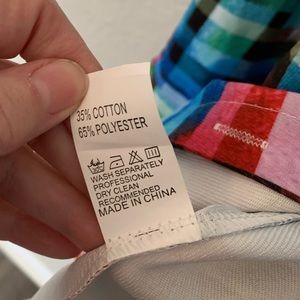 35% COTTON
65% POLYESTER
WASH SEPARATELY
PROFESSIONAL
DRY CLEAN
RECOMMENDED
MADE IN CHINA